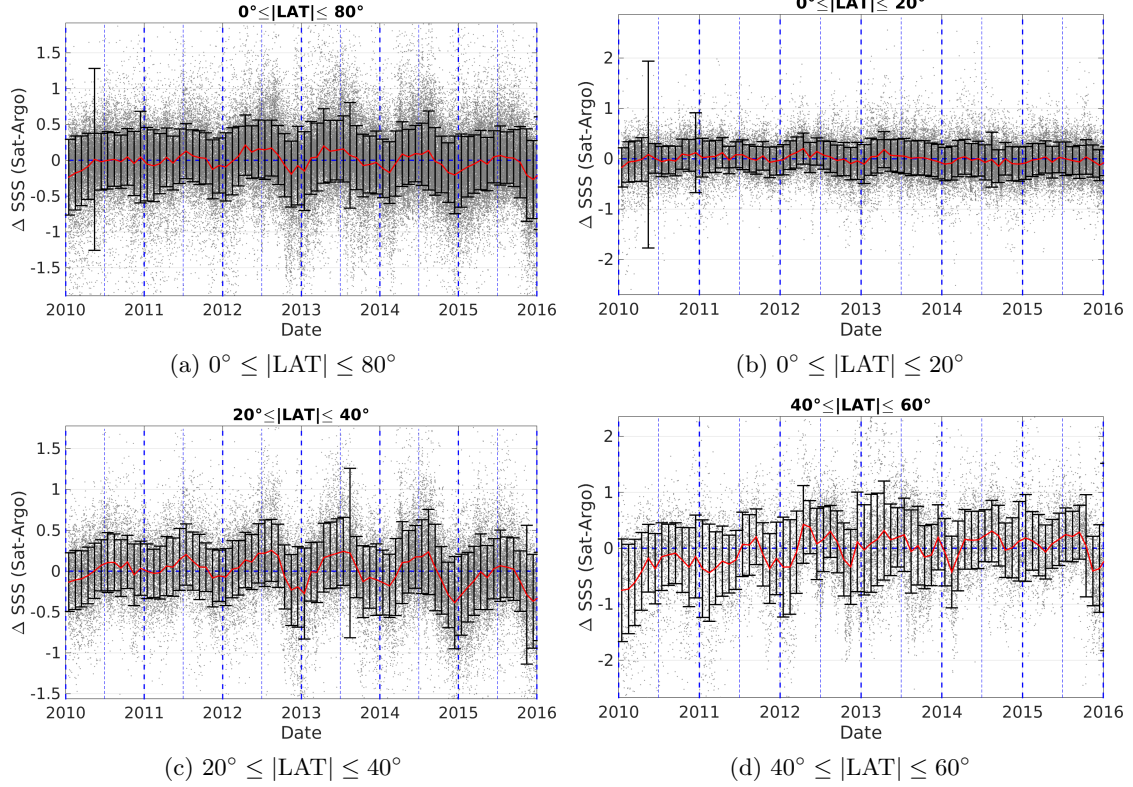 0°≤|LAT|≤ 80°
1.5
1
0.5
0
-0.5
-1
-1.5
Δ SSS (Sat-Argo)
2010 2011 2012 2013 2014 2015 2016
Date
(a) 0° ≤ |LAT| ≤ 80°
0°≤|LAT|≤ 20°
2
1
0
-1
-2
Δ SSS (Sat-Argo)
2010 2011 2012 2013 2014 2015 2016
Date
(b) 0° ≤ |LAT| ≤ 20°
20°≤|LAT|≤ 40°
1.5
1
0.5
0
-0.5
-1
-1.5
Δ SSS (Sat-Argo)
2010 2011 2012 2013 2014 2015 2016
Date
(c) 20° ≤ |LAT| ≤ 40°
40°≤|LAT|≤ 60°
2
1
0
-1
-2
Δ SSS (Sat-Argo)
2010 2011 2012 2013 2014 2015 2016
Date
(d) 40° ≤ |LAT| ≤ 60°